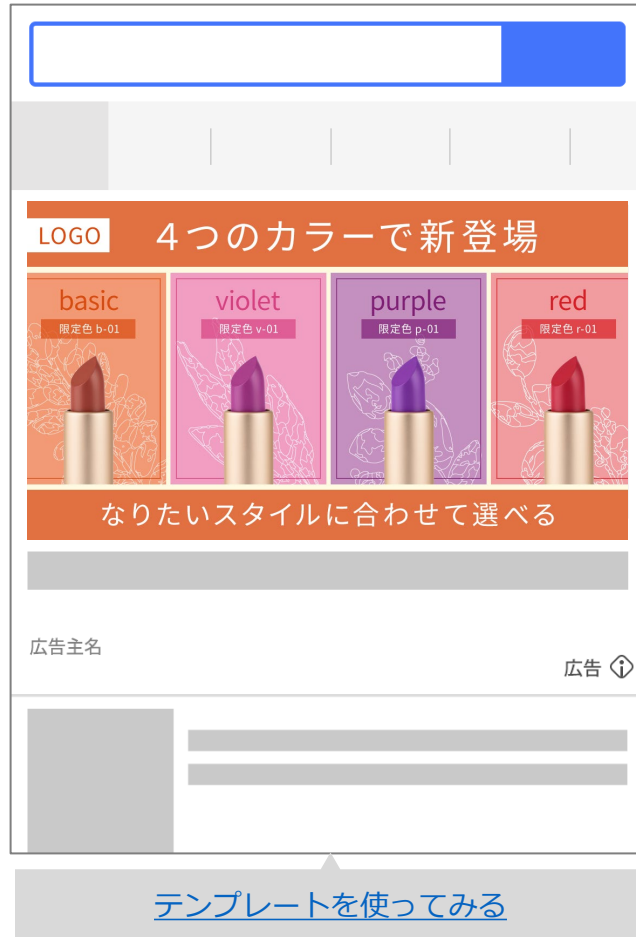 LOGO
４つのカラーで新登場
basic
限定色 b-01
violet
限定色 v-01
purple
限定色 p-01
red
限定色 r-01
なりたいスタイルに合わせて選べる
広告主名
広告
テンプレートを使ってみる